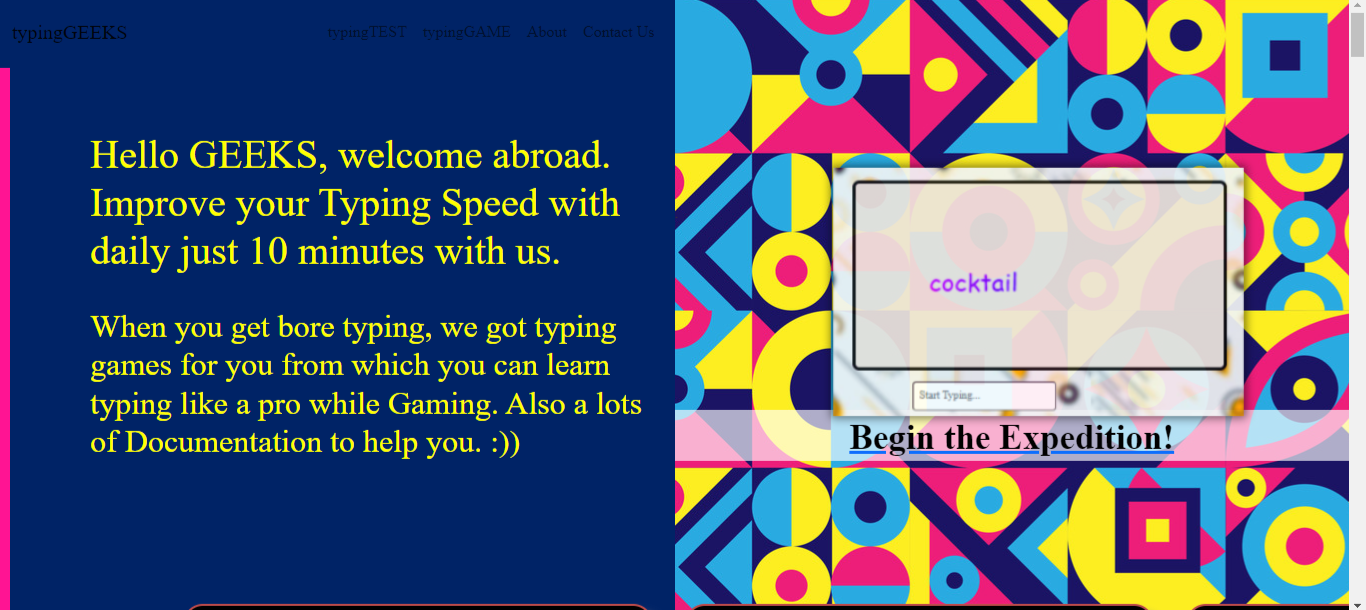 typingGEEKS
typingTEST typingGAME About Contact Us
Hello GEEKS, welcome abroad.
Improve your Typing Speed with
daily just 10 minutes with us.
When you get bore typing, we got typing
games for you from which you can learn
typing like a pro while Gaming. Also a lots
of Documentation to help you. :))
cocktail
Start Typing...
Begin the Expedition!